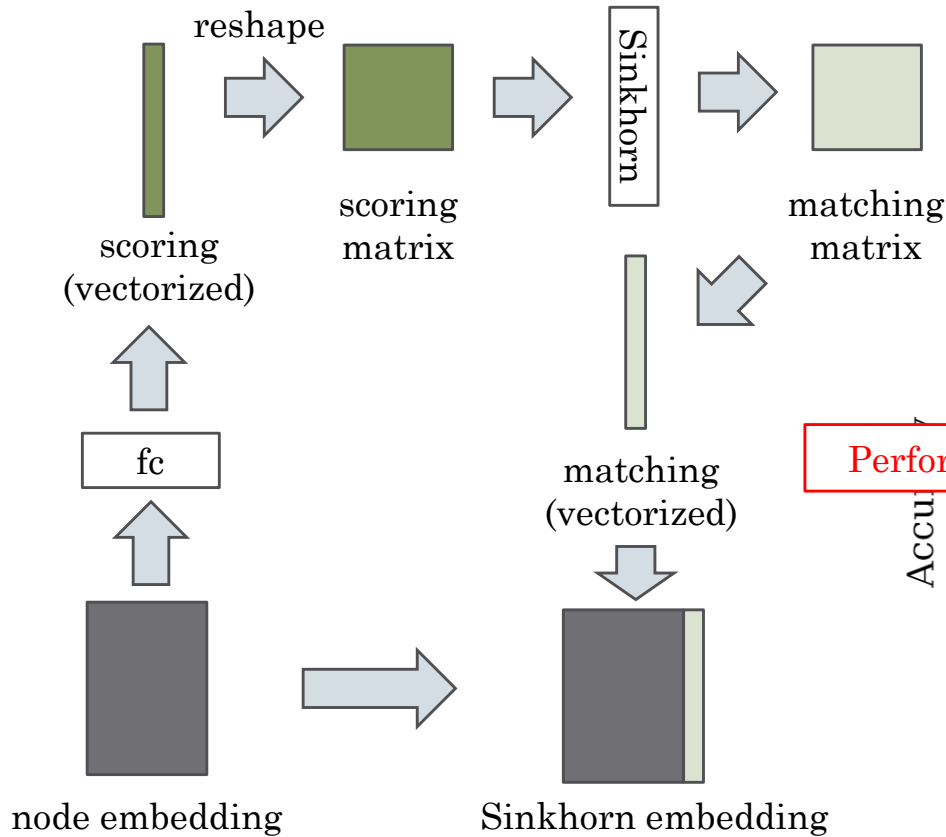 reshape
Sinkhorn
scoring
(vectorized)
scoring
matrix
matching
matrix
fc
matching
(vectorized)
node embedding
Sinkhorn embedding